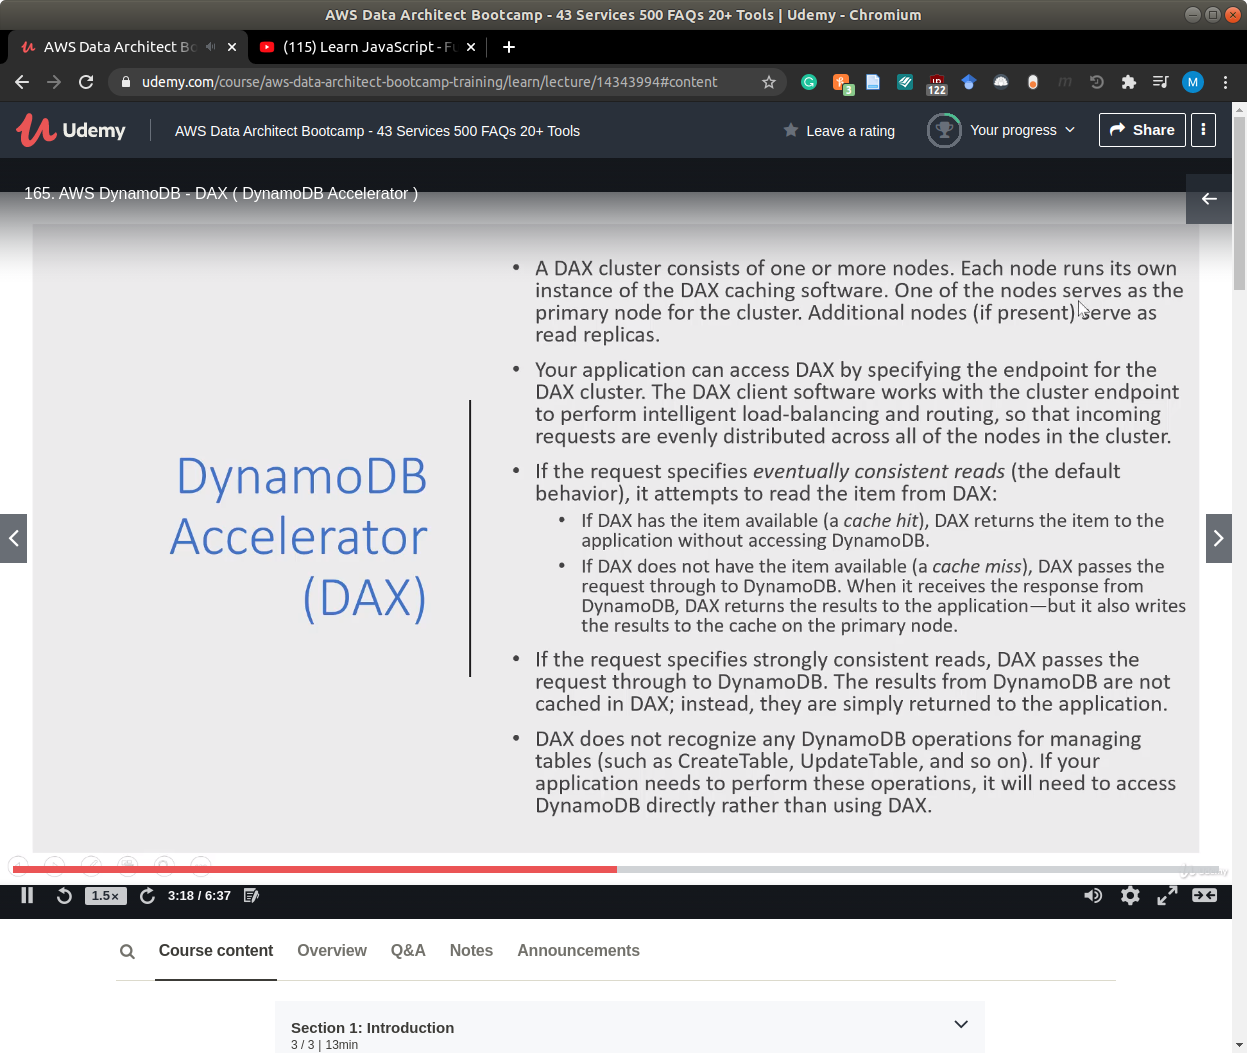 AWS Data Architect Bootcamp - 43 Services 500 FAQs 20+ Tools | Udemy - Chromium
AWS Data Architect Bo
(115) Learn JavaScript - Fu
udemy.com/course/aws-data-architect-bootcamp-training/learn/lecture/14343994#content
3
122
M
Udemy
AWS Data Architect Bootcamp - 43 Services 500 FAQs 20+ Tools
Leave a rating
Your progress
Share
165. AWS DynamoDB - DAX ( DynamoDB Accelerator )
DynamoDB
Accelerator
(DAX)
• A DAX cluster consists of one or more nodes. Each node runs its own
instance of the DAX caching software. One of the nodes serves as the
primary node for the cluster. Additional nodes (if present) serve as
read replicas.
• Your application can access DAX by specifying the endpoint for the
DAX cluster. The DAX client software works with the cluster endpoint
to perform intelligent load-balancing and routing, so that incoming
requests are evenly distributed across all of the nodes in the cluster.
• If the request specifies eventually consistent reads (the default
behavior), it attempts to read the item from DAX:
• If DAX has the item available (a cache hit), DAX returns the item to the
application without accessing DynamoDB.
• If DAX does not have the item available (a cache miss), DAX passes the
request through to DynamoDB. When it receives the response from
DynamoDB, DAX returns the results to the application—but it also writes
the results to the cache on the primary node.
• If the request specifies strongly consistent reads, DAX passes the
request through to DynamoDB. The results from DynamoDB are not
cached in DAX; instead, they are simply returned to the application.
• DAX does not recognize any DynamoDB operations for managing
tables (such as CreateTable, UpdateTable, and so on). If your
application needs to perform these operations, it will need to access
DynamoDB directly rather than using DAX.
Udemy
1.5×
3:18 / 6:37
Course content
Overview
Q&A
Notes
Announcements
Section 1: Introduction
3 / 3 | 13min